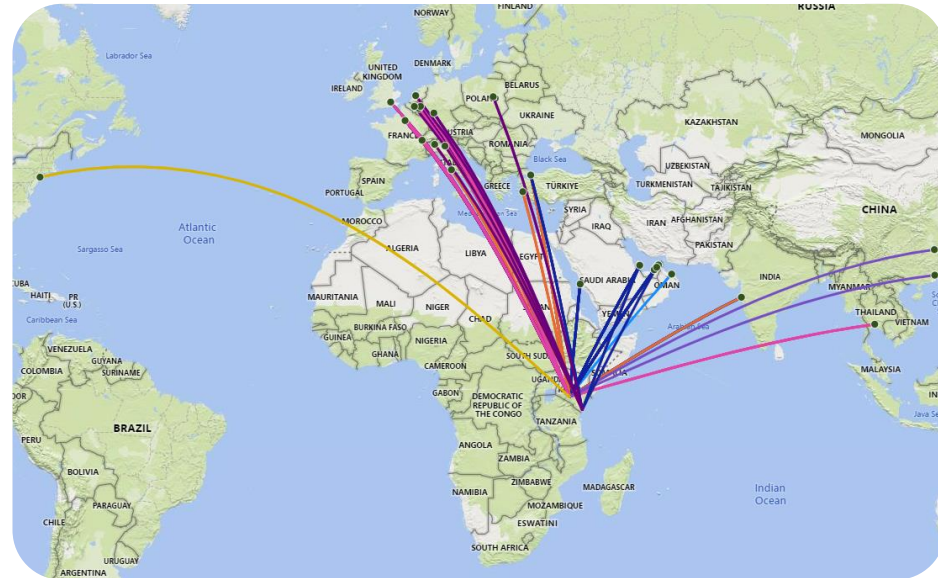 RUSSIA
FINLAND
NORWAY
Labrador Sea
DENMARK
UNITED
KINGDOM
IRELAND
BELARUS
POLAND
UKRAINE
KAZAKHSTAN
FRANCE
MONGOLIA
ROMANIA
Black Sea
UZBEKISTAN
SPAIN
GREECE
TÜRKIYE
TURKMENISTAN
TAJIKISTAN
PORTUGAL
SYRIA
CHINA
Atlantic
Ocean
MOROCCO
IRAQ
IRAN
AFGHANISTAN
Sargasso Sea
ALGERIA
LIBYA
EGYPT
PAKISTAN
SAUDI ARABIA
INDIA
OMAN
CUBA
HAITI
PR
(U.S.)
MAURITANIA
MALI
NIGER
MYANMAR
Caribbean Sea
CHAD
YEMEN
Arabian Sea
THAILAND
BURKINA FASO
GUINEA
NIGERIA
VIETNAM
VENEZUELA
GHANA
SOUTH SUDAN
GUYANA
CAMEROON
MALAYSIA
COLOMBIA
SURINAME
UGANDA
SOMALIA
GABON
DEMOCRATIC
REPUBLIC OF
THE CONGO
Java Sea
TANZANIA
BRAZIL
PERU
ANGOLA
ZAMBIA
BOLIVIA
ZIMBABWE
MADAGASCAR
Indian
Ocean
NAMIBIA
PARAGUAY
MOZAMBIQUE
CHILE
ESWATINI
SOUTH AFRICA
URUGUAY
ARGENTINA